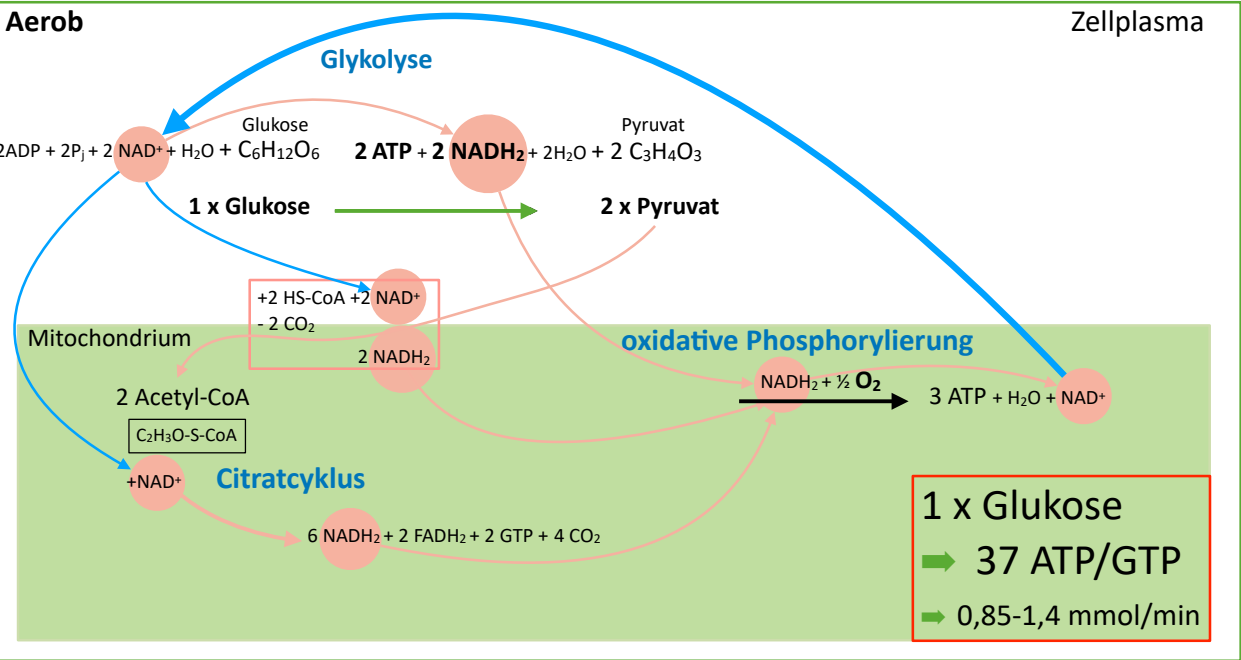 Aerob
Zellplasma
Glykolyse
Glukose
Pyruvat
2ADP + 2Pj + 2 NAD⁺ + H₂O + C₆H₁₂O₆
2 ATP + 2 NADH₂ + 2H₂O + 2 C₃H₄O₃
1 x Glukose
2 x Pyruvat
+2 HS-CoA +2 NAD⁺
- 2 CO₂
2 NADH₂
Mitochondrium
oxidative Phosphorylierung
NADH₂ + ½ O₂
3 ATP + H₂O + NAD⁺
2 Acetyl-CoA
C₂H₃O-S-CoA
+NAD⁺
Citratcyklus
6 NADH₂ + 2 FADH₂ + 2 GTP + 4 CO₂
1 x Glukose
37 ATP/GTP
0,85-1,4 mmol/min